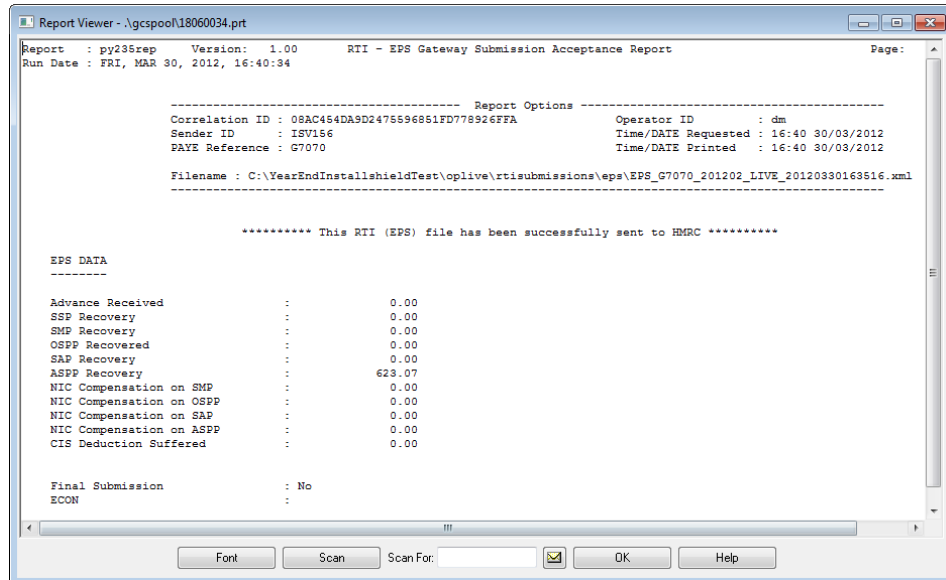 Report Viewer - .\gcspool\18060034.prt
Report : py235rep Version: 1.00 RTI - EPS Gateway Submission Acceptance Report Page:
Run Date : FRI, MAR 30, 2012, 16:40:34
----------------------------------------- Report Options -------------------------------------------
Correlation ID : 08AC454DA9D2475596851FD778926FFA Operator ID : dm
Sender ID : ISV156 Time/DATE Requested : 16:40 30/03/2012
PAYE Reference : G7070 Time/DATE Printed : 16:40 30/03/2012
Filename : C:\YearEndInstallshieldTest\oplive\rtisubmissions\eps\EPS_G7070_201202_LIVE_20120330163516.xml
----------------------------------------------------------------------------------------------------
********** This RTI (EPS) file has been successfully sent to HMRC **********
EPS DATA
--------
Advance Received : 0.00
SSP Recovery : 0.00
SMP Recovery : 0.00
OSPP Recovered : 0.00
SAP Recovery : 0.00
ASPP Recovery : 623.07
NIC Compensation on SMP : 0.00
NIC Compensation on OSPP : 0.00
NIC Compensation on SAP : 0.00
NIC Compensation on ASPP : 0.00
CIS Deduction Suffered : 0.00
Final Submission : No
ECON :
Font Scan Scan For: OK Help